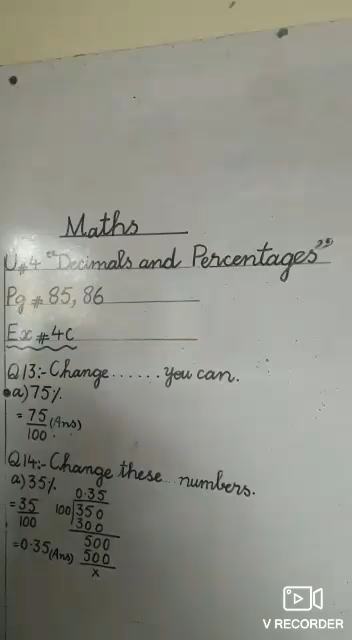 Maths
U#4 "Decimals and Percentages"
Pg # 85, 86
Ex # 4C
Q13:- Change ...... you can.
a) 75%
= 75/100 (Ans)
Q14:- Change these... numbers.
a) 35%
= 35/100
0.35
100 350
300
500
500
x
= 0.35 (Ans)
V RECORDER